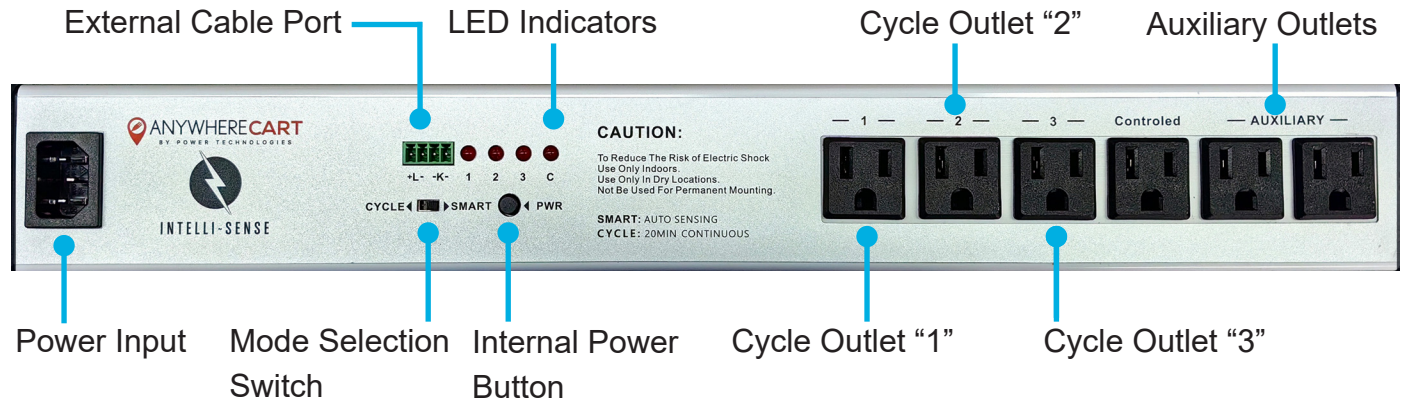 External Cable Port
LED Indicators
Cycle Outlet “2”
Auxiliary Outlets
ANYWHERECART
BY POWER TECHNOLOGIES
INTELLI-SENSE
+L- -K- 1 2 3 C
CYCLE SMART PWR
CAUTION:
To Reduce The Risk of Electric Shock
Use Only Indoors.
Use Only In Dry Locations.
Not Be Used For Permanent Mounting.
SMART: AUTO SENSING
CYCLE: 20MIN CONTINUOUS
1 2 3 Controled AUXILIARY
Power Input
Mode Selection
Switch
Internal Power
Button
Cycle Outlet “1”
Cycle Outlet “3”